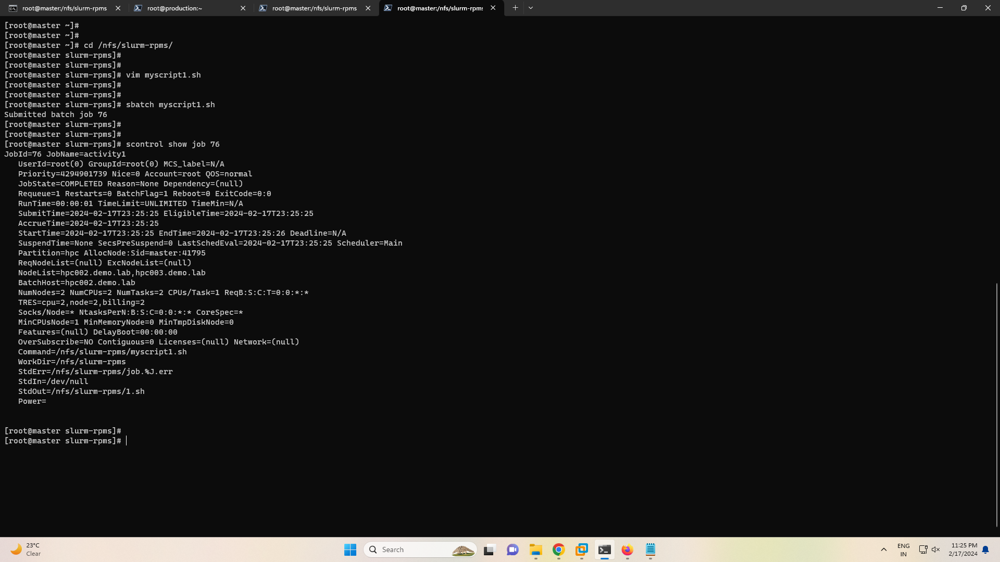 root@master:/nfs/slurm-rpms
root@production:~
root@master:/nfs/slurm-rpms
root@master:/nfs/slurm-rpms
[root@master ~]#
[root@master ~]#
[root@master ~]# cd /nfs/slurm-rpms/
[root@master slurm-rpms]#
[root@master slurm-rpms]#
[root@master slurm-rpms]# vim myscript1.sh
[root@master slurm-rpms]#
[root@master slurm-rpms]#
[root@master slurm-rpms]# sbatch myscript1.sh
Submitted batch job 76
[root@master slurm-rpms]#
[root@master slurm-rpms]#
[root@master slurm-rpms]# scontrol show job 76
JobId=76 JobName=activity1
UserId=root(0) GroupId=root(0) MCS_label=N/A
Priority=4294901739 Nice=0 Account=root QOS=normal
JobState=COMPLETED Reason=None Dependency=(null)
Requeue=1 Restarts=0 BatchFlag=1 Reboot=0 ExitCode=0:0
RunTime=00:00:01 TimeLimit=UNLIMITED TimeMin=N/A
SubmitTime=2024-02-17T23:25:25 EligibleTime=2024-02-17T23:25:25
AccrueTime=2024-02-17T23:25:25
StartTime=2024-02-17T23:25:25 EndTime=2024-02-17T23:25:26 Deadline=N/A
SuspendTime=None SecsPreSuspend=0 LastSchedEval=2024-02-17T23:25:25 Scheduler=Main
Partition=hpc AllocNode:Sid=master:41795
ReqNodeList=(null) ExcNodeList=(null)
NodeList=hpc002.demo.lab,hpc003.demo.lab
BatchHost=hpc002.demo.lab
NumNodes=2 NumCPUs=2 NumTasks=2 CPUs/Task=1 ReqB:S:C:T=0:0:*:*
TRES=cpu=2,node=2,billing=2
Socks/Node=* NtasksPerN:B:S:C=0:0:*:* CoreSpec=*
MinCPUsNode=1 MinMemoryNode=0 MinTmpDiskNode=0
Features=(null) DelayBoot=00:00:00
OverSubscribe=NO Contiguous=0 Licenses=(null) Network=(null)
Command=/nfs/slurm-rpms/myscript1.sh
WorkDir=/nfs/slurm-rpms
StdErr=/nfs/slurm-rpms/job.%J.err
StdIn=/dev/null
StdOut=/nfs/slurm-rpms/1.sh
Power=
[root@master slurm-rpms]#
[root@master slurm-rpms]#
23°C
Clear
Search
ENG
IN
11:25 PM
2/17/2024